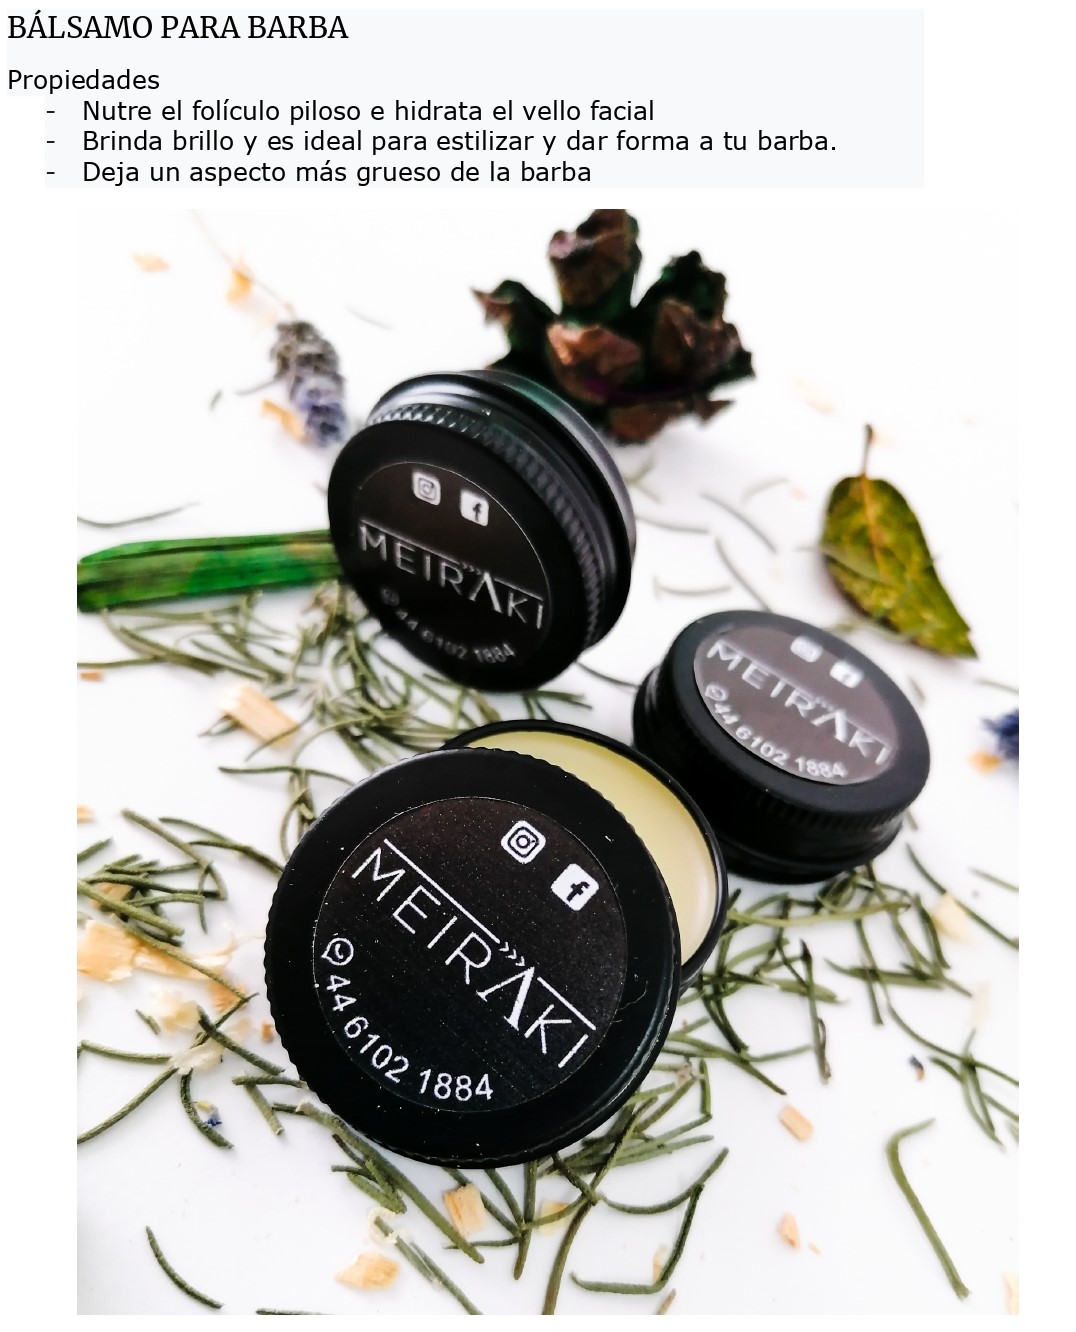 BÁLSAMO PARA BARBA
Propiedades
- Nutre el folículo piloso e hidrata el vello facial
- Brinda brillo y es ideal para estilizar y dar forma a tu barba.
- Deja un aspecto más grueso de la barba
MEIRAKI
44 6102 1884
MEIRAKI
44 6102 1884
MEIRAKI
44 6102 1884